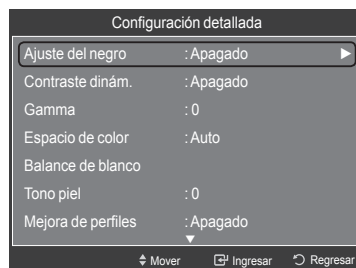 Configuración detallada
Ajuste del negro : Apagado
Contraste dinám. : Apagado
Gamma : 0
Espacio de color : Auto
Balance de blanco
Tono piel : 0
Mejora de perfiles : Apagado
Mover Ingresar Regresar